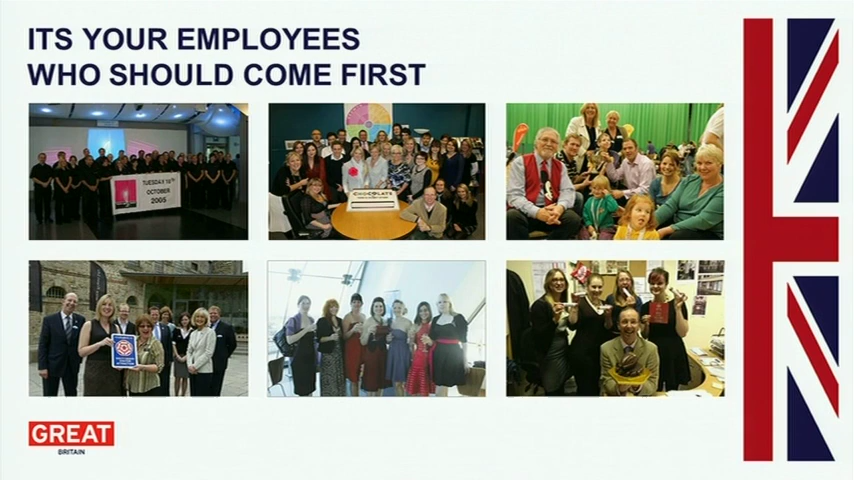 ITS YOUR EMPLOYEES
WHO SHOULD COME FIRST
TUESDAY 18TH
OCTOBER
2005
CHOCOLATE
GREAT
BRITAIN